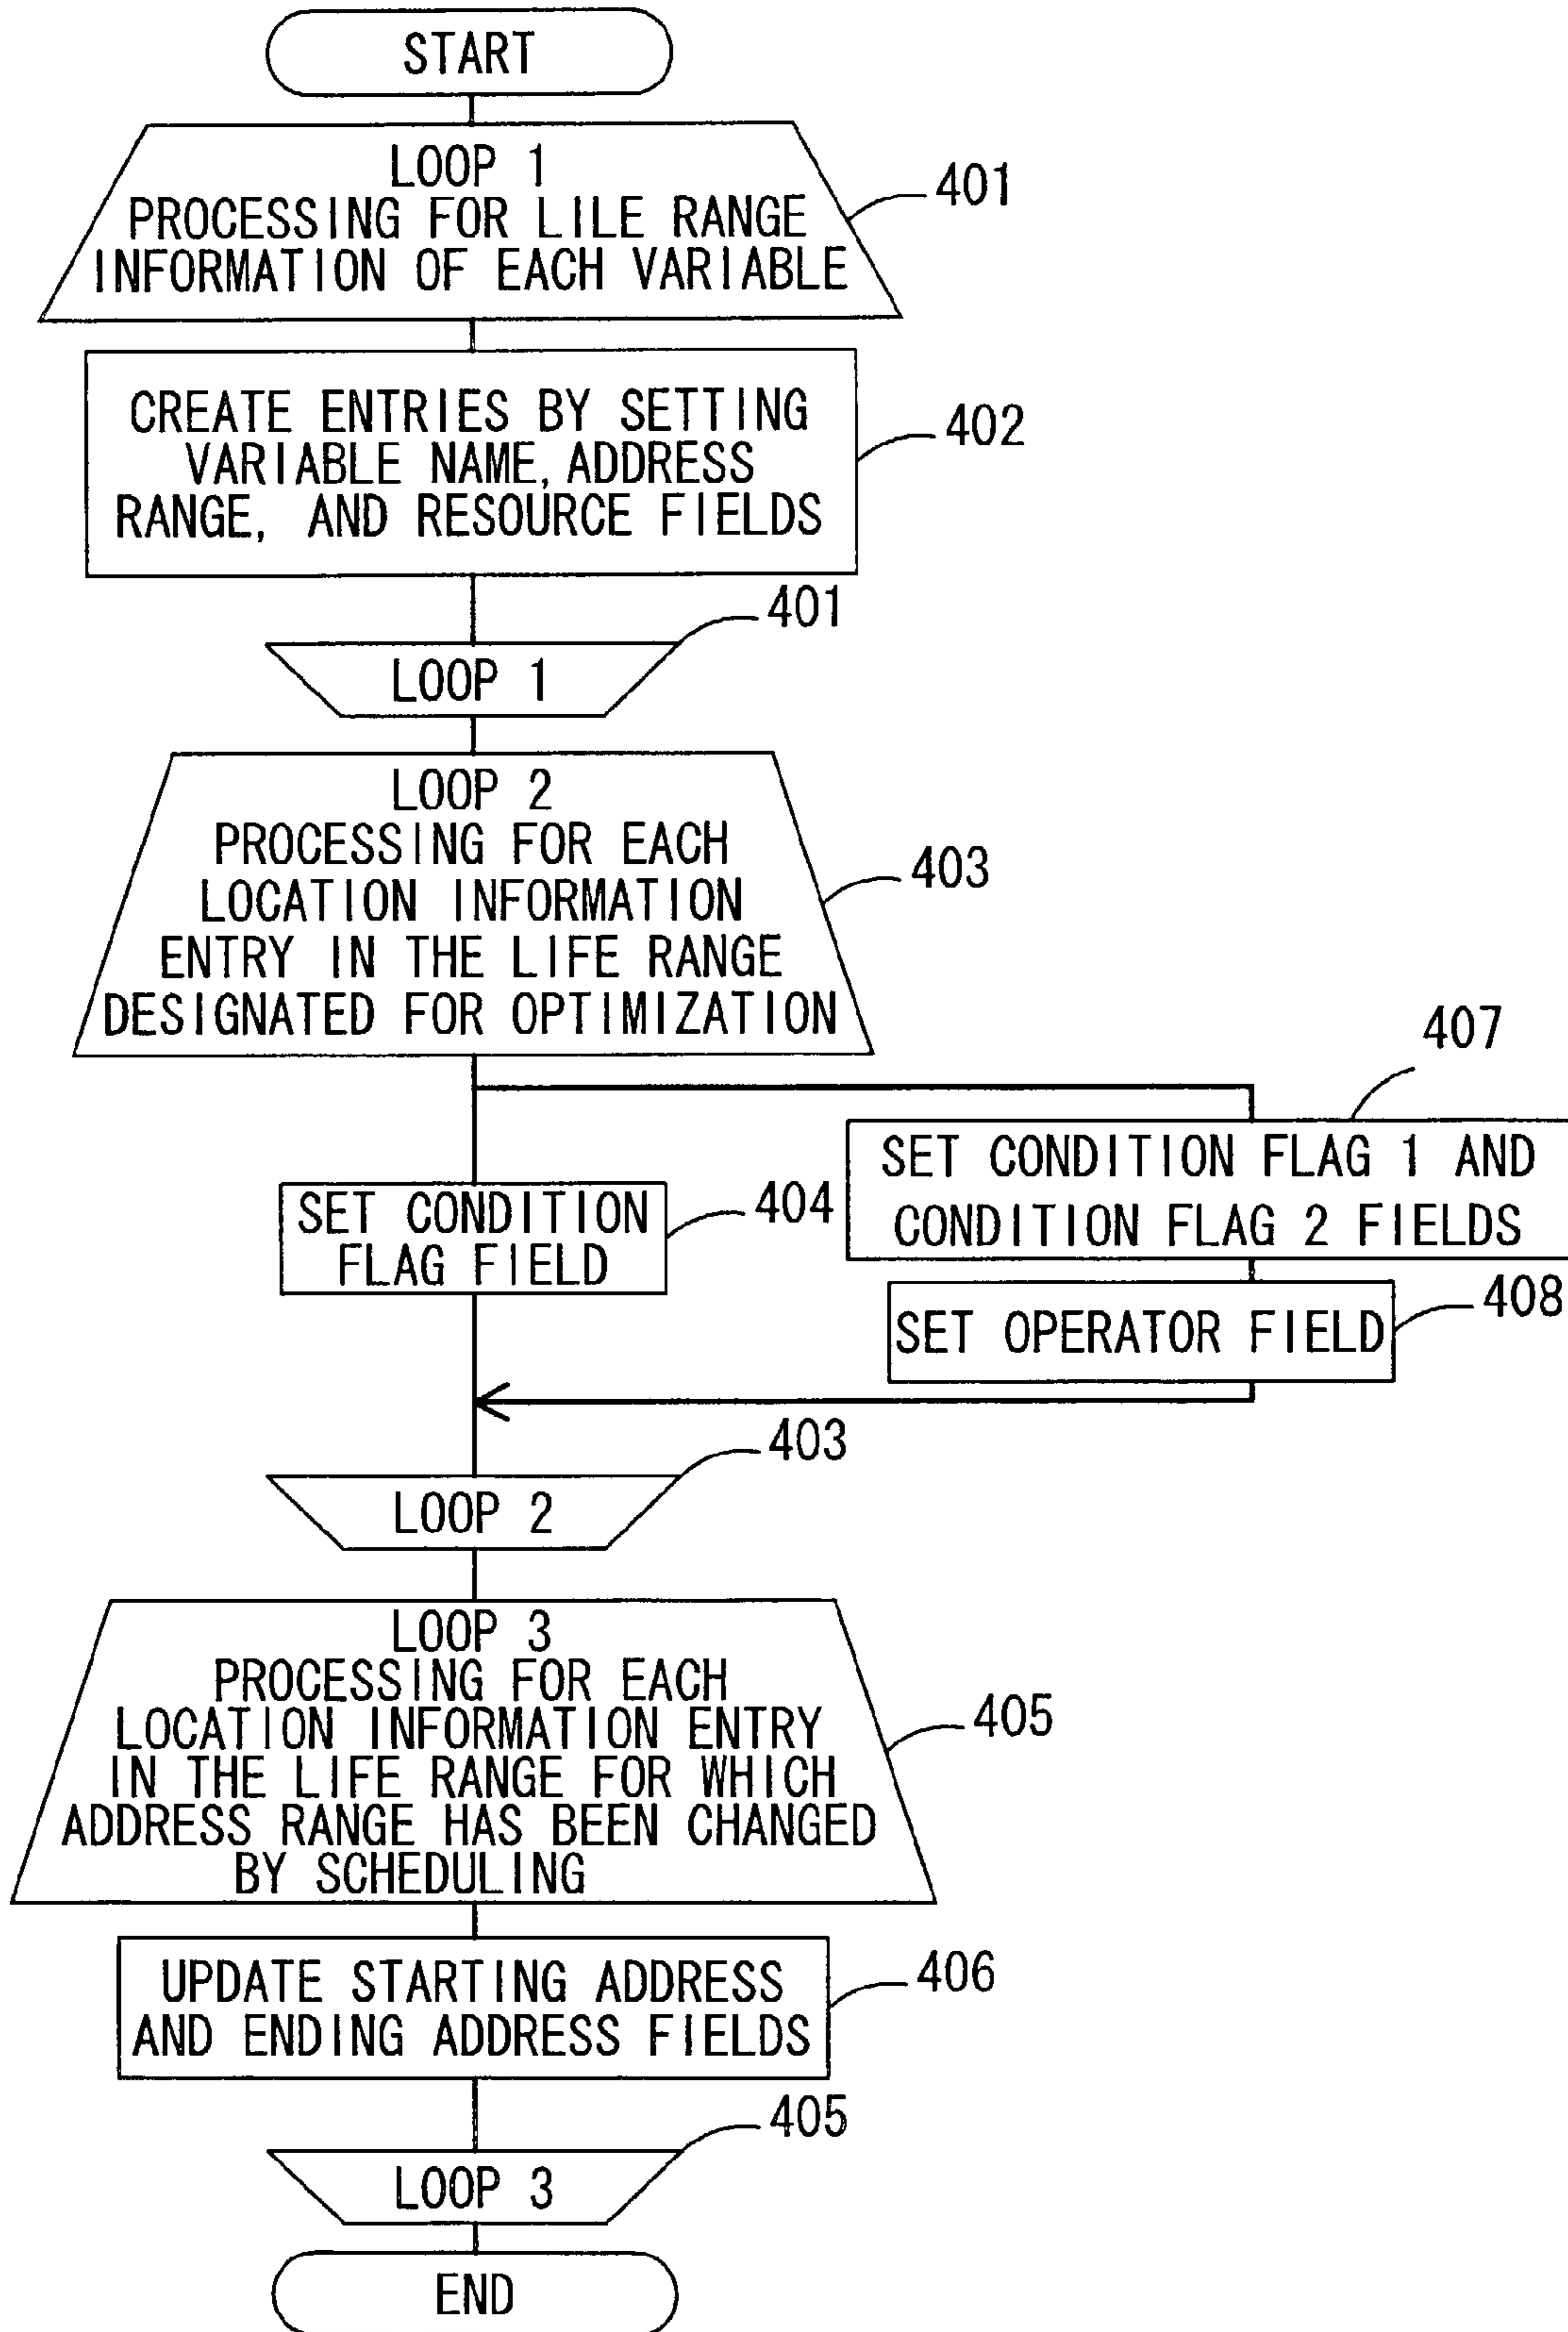 START
LOOP 1
PROCESSING FOR LILE RANGE
INFORMATION OF EACH VARIABLE
401
CREATE ENTRIES BY SETTING
VARIABLE NAME, ADDRESS
RANGE, AND RESOURCE FIELDS
402
401
LOOP 1
LOOP 2
PROCESSING FOR EACH
LOCATION INFORMATION
ENTRY IN THE LIFE RANGE
DESIGNATED FOR OPTIMIZATION
403
407
SET CONDITION FLAG 1 AND
CONDITION FLAG 2 FIELDS
SET CONDITION
FLAG FIELD
404
408
SET OPERATOR FIELD
403
LOOP 2
LOOP 3
PROCESSING FOR EACH
LOCATION INFORMATION ENTRY
IN THE LIFE RANGE FOR WHICH
ADDRESS RANGE HAS BEEN CHANGED
BY SCHEDULING
405
UPDATE STARTING ADDRESS
AND ENDING ADDRESS FIELDS
406
405
LOOP 3
END